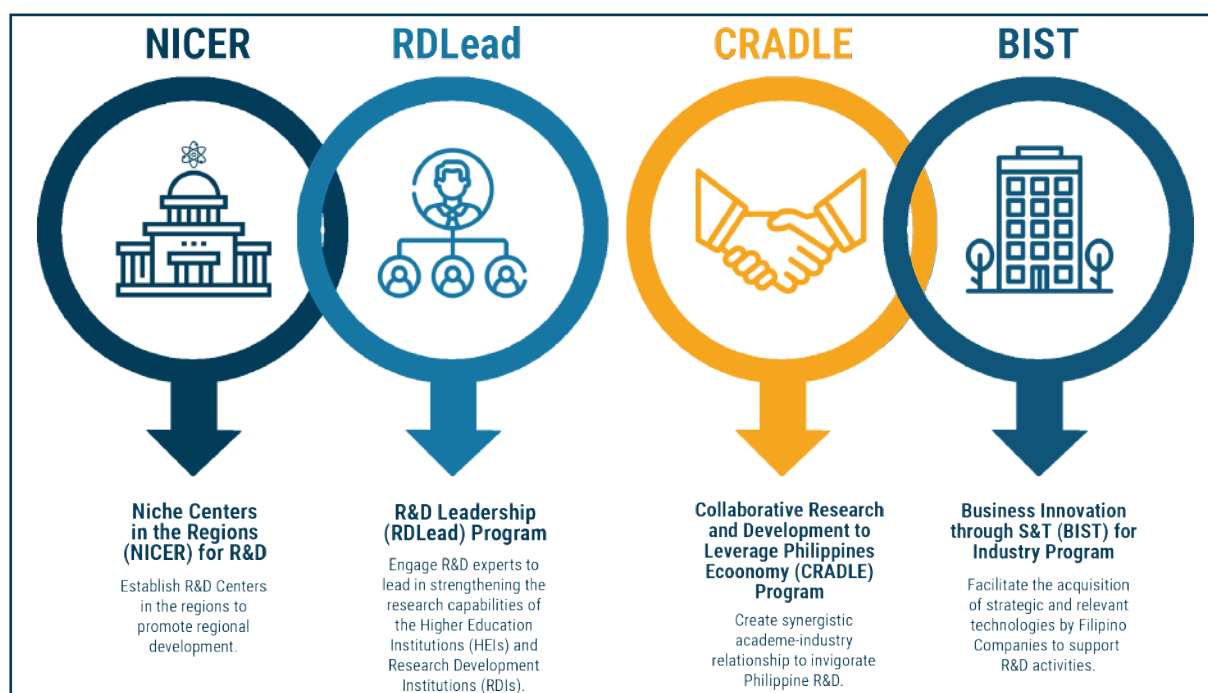 NICER
RDLead
CRADLE
BIST
Niche Centers
in the Regions
(NICER) for R&D
Establish R&D Centers
in the regions to
promote regional
development.
R&D Leadership
(RDLead) Program
Engage R&D experts to
lead in strengthening the
research capabilities of
the Higher Education
Institutions (HEIs) and
Research Development
Institutions (RDIs).
Collaborative Research
and Development to
Leverage Philippines
Ecoonomy (CRADLE)
Program
Create synergistic
academe-industry
relationship to invigorate
Philippine R&D.
Business Innovation
through S&T (BIST) for
Industry Program
Facilitate the acquisition
of strategic and relevant
technologies by Filipino
Companies to support
R&D activities.